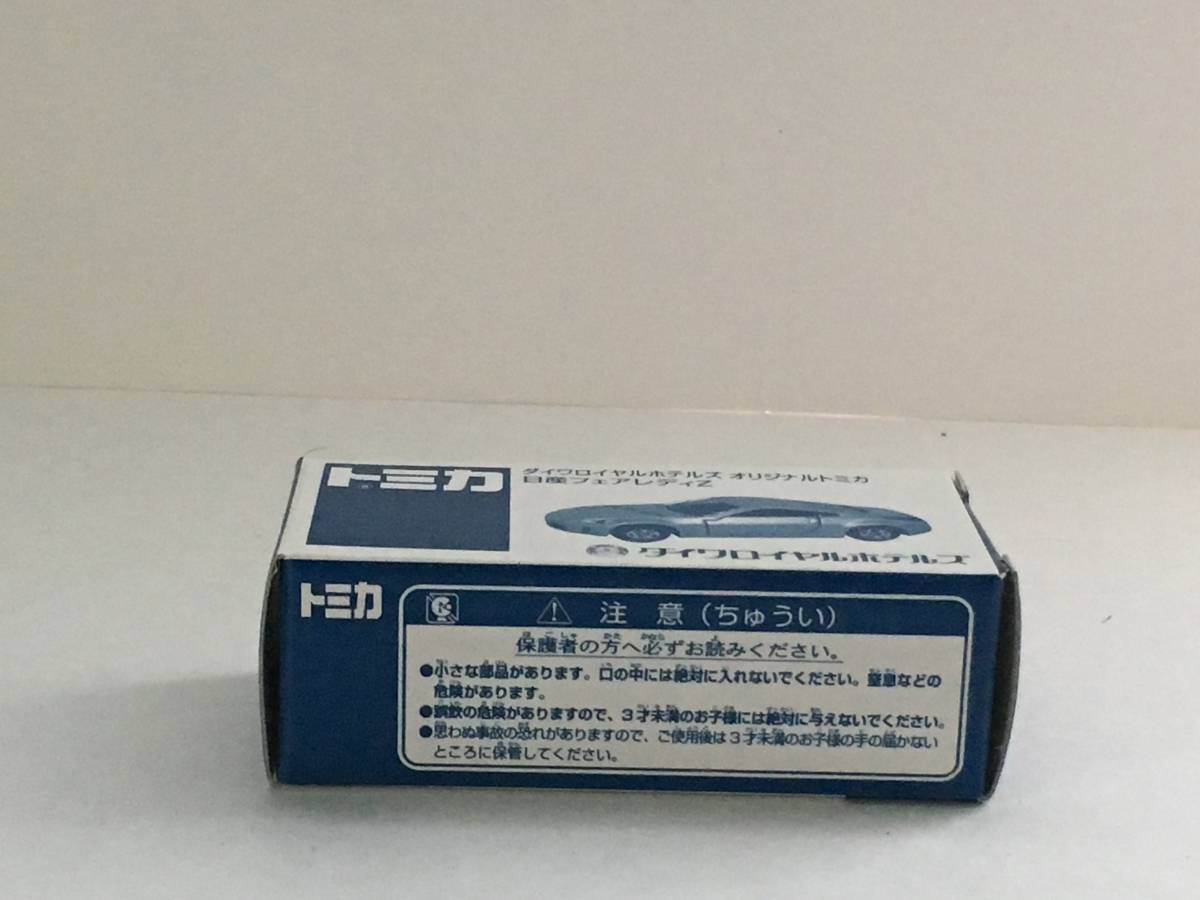 トミカ
ダイワロイヤルホテルズ オリジナルトミカ
日産フェアレディZ
ダイワロイヤルホテルズ
トミカ
注 意（ちゅうい）
保護者の方へ必ずお読みください。
●小さな部品があります。口の中には絶対に入れないでください。窒息などの
危険があります。
●誤飲の危険がありますので、3才未満のお子様には絶対に与えないでください。
●思わぬ事故の恐れがありますので、ご使用後は3才未満のお子様の手の届かない
ところに保管してください。